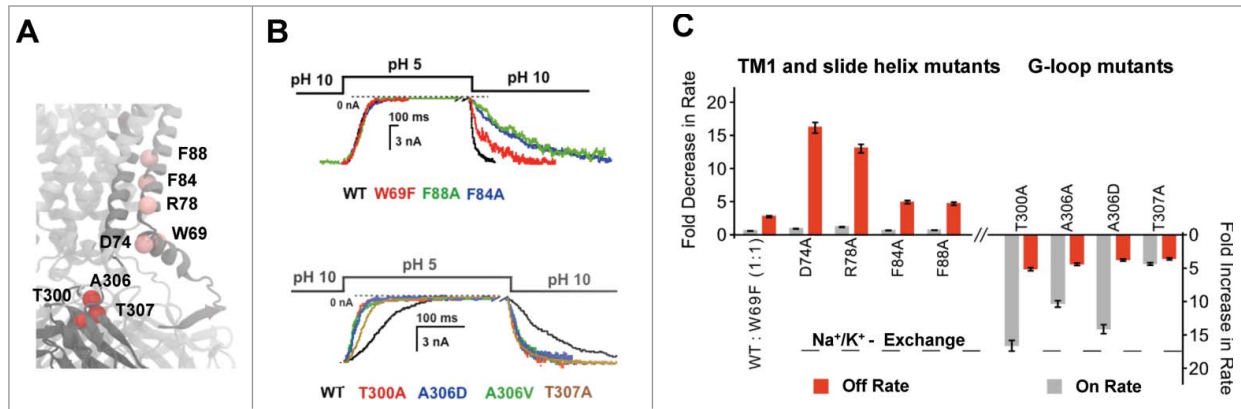 A
F88
F84
R78
W69
D74
A306
T300
T307
B
pH 5
pH 10
pH 10
0 nA
100 ms
3 nA
WT W69F F88A F84A
pH 5
pH 10
pH 10
0 nA
100 ms
3 nA
WT T300A A306D A306V T307A
C
TM1 and slide helix mutants
G-loop mutants
Fold Decrease in Rate
20
15
10
5
0
WT : W69F (1:1)
D74A
R78A
F84A
F88A
T300A
A306A
A306D
T307A
0
5
10
15
20
Fold Increase in Rate
Na⁺/K⁺ - Exchange
Off Rate
On Rate